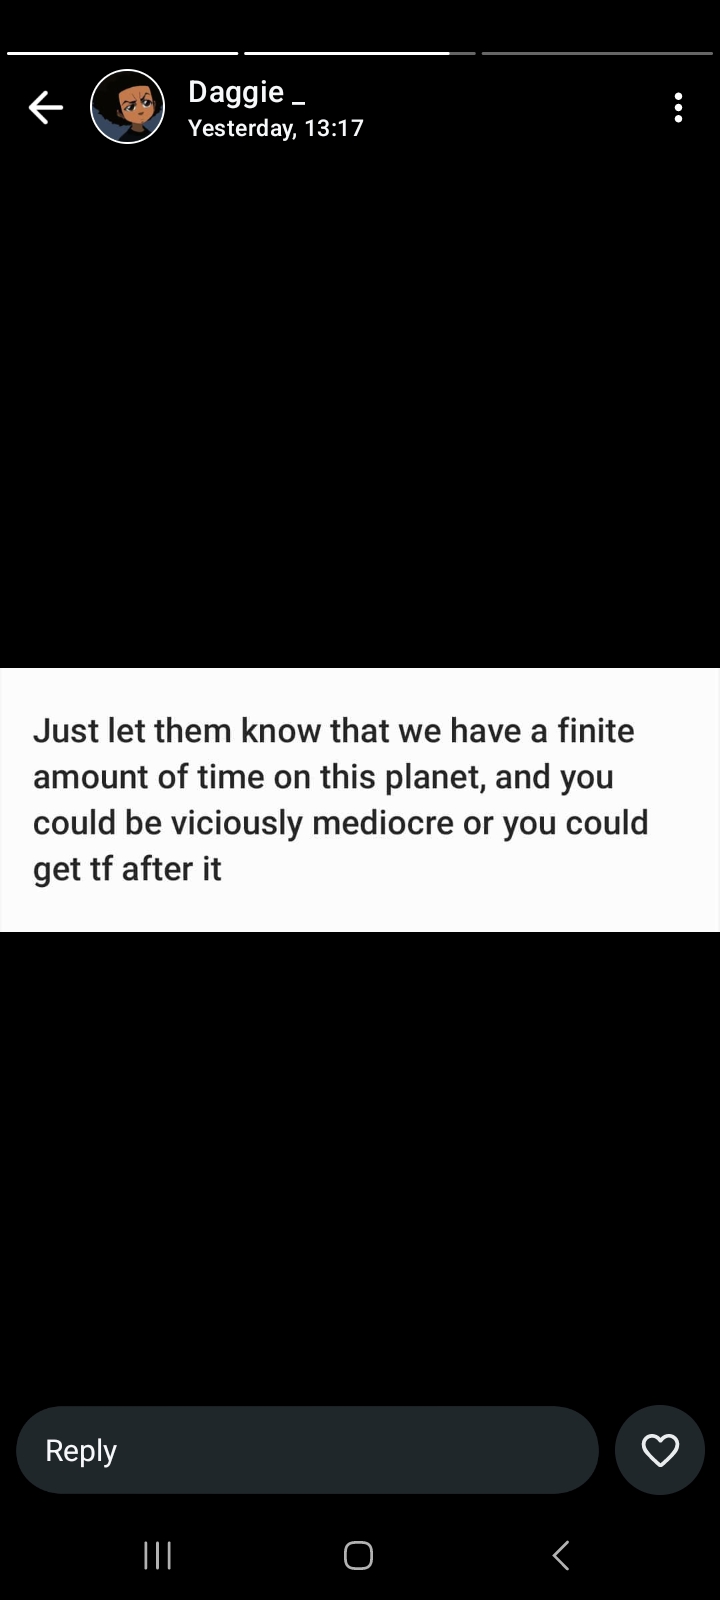 Daggie _
Yesterday, 13:17
Just let them know that we have a finite
amount of time on this planet, and you
could be viciously mediocre or you could
get tf after it
Reply